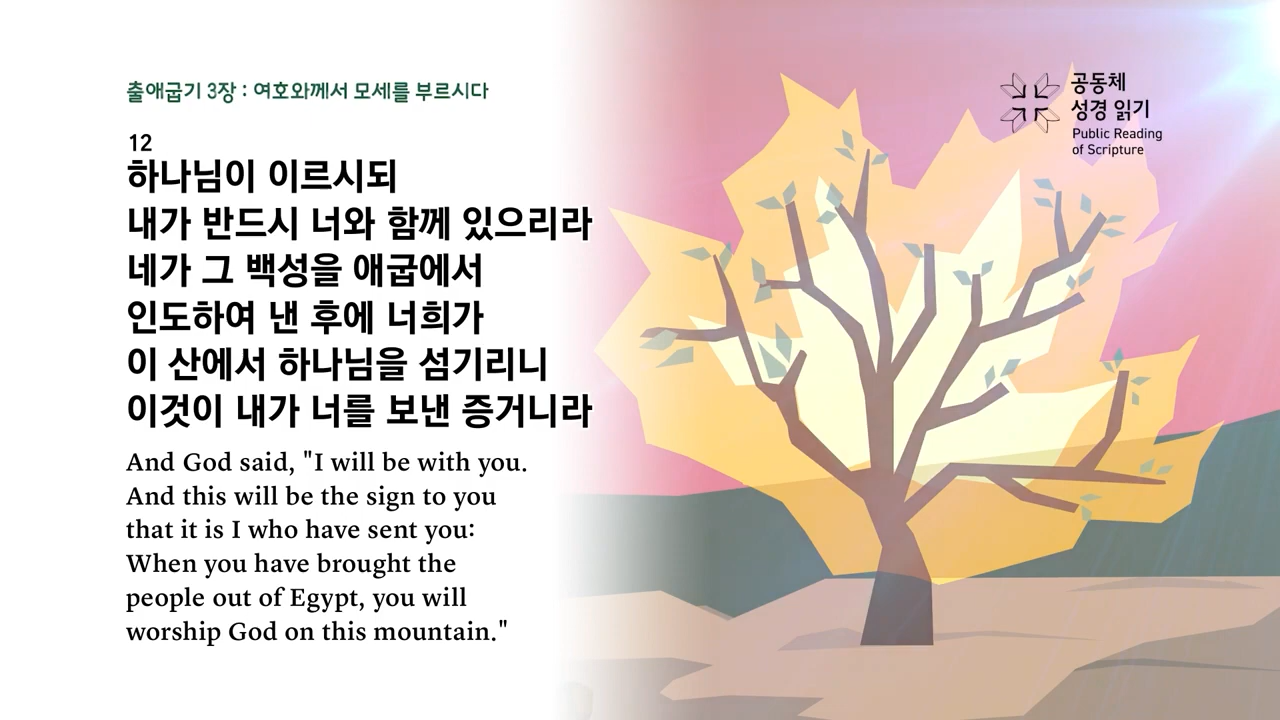 출애굽기 3장 : 여호와께서 모세를 부르시다
공동체
성경 읽기
Public Reading
of Scripture
12
하나님이 이르시되
내가 반드시 너와 함께 있으리라
네가 그 백성을 애굽에서
인도하여 낸 후에 너희가
이 산에서 하나님을 섬기리니
이것이 내가 너를 보낸 증거니라
And God said, "I will be with you.
And this will be the sign to you
that it is I who have sent you:
When you have brought the
people out of Egypt, you will
worship God on this mountain."